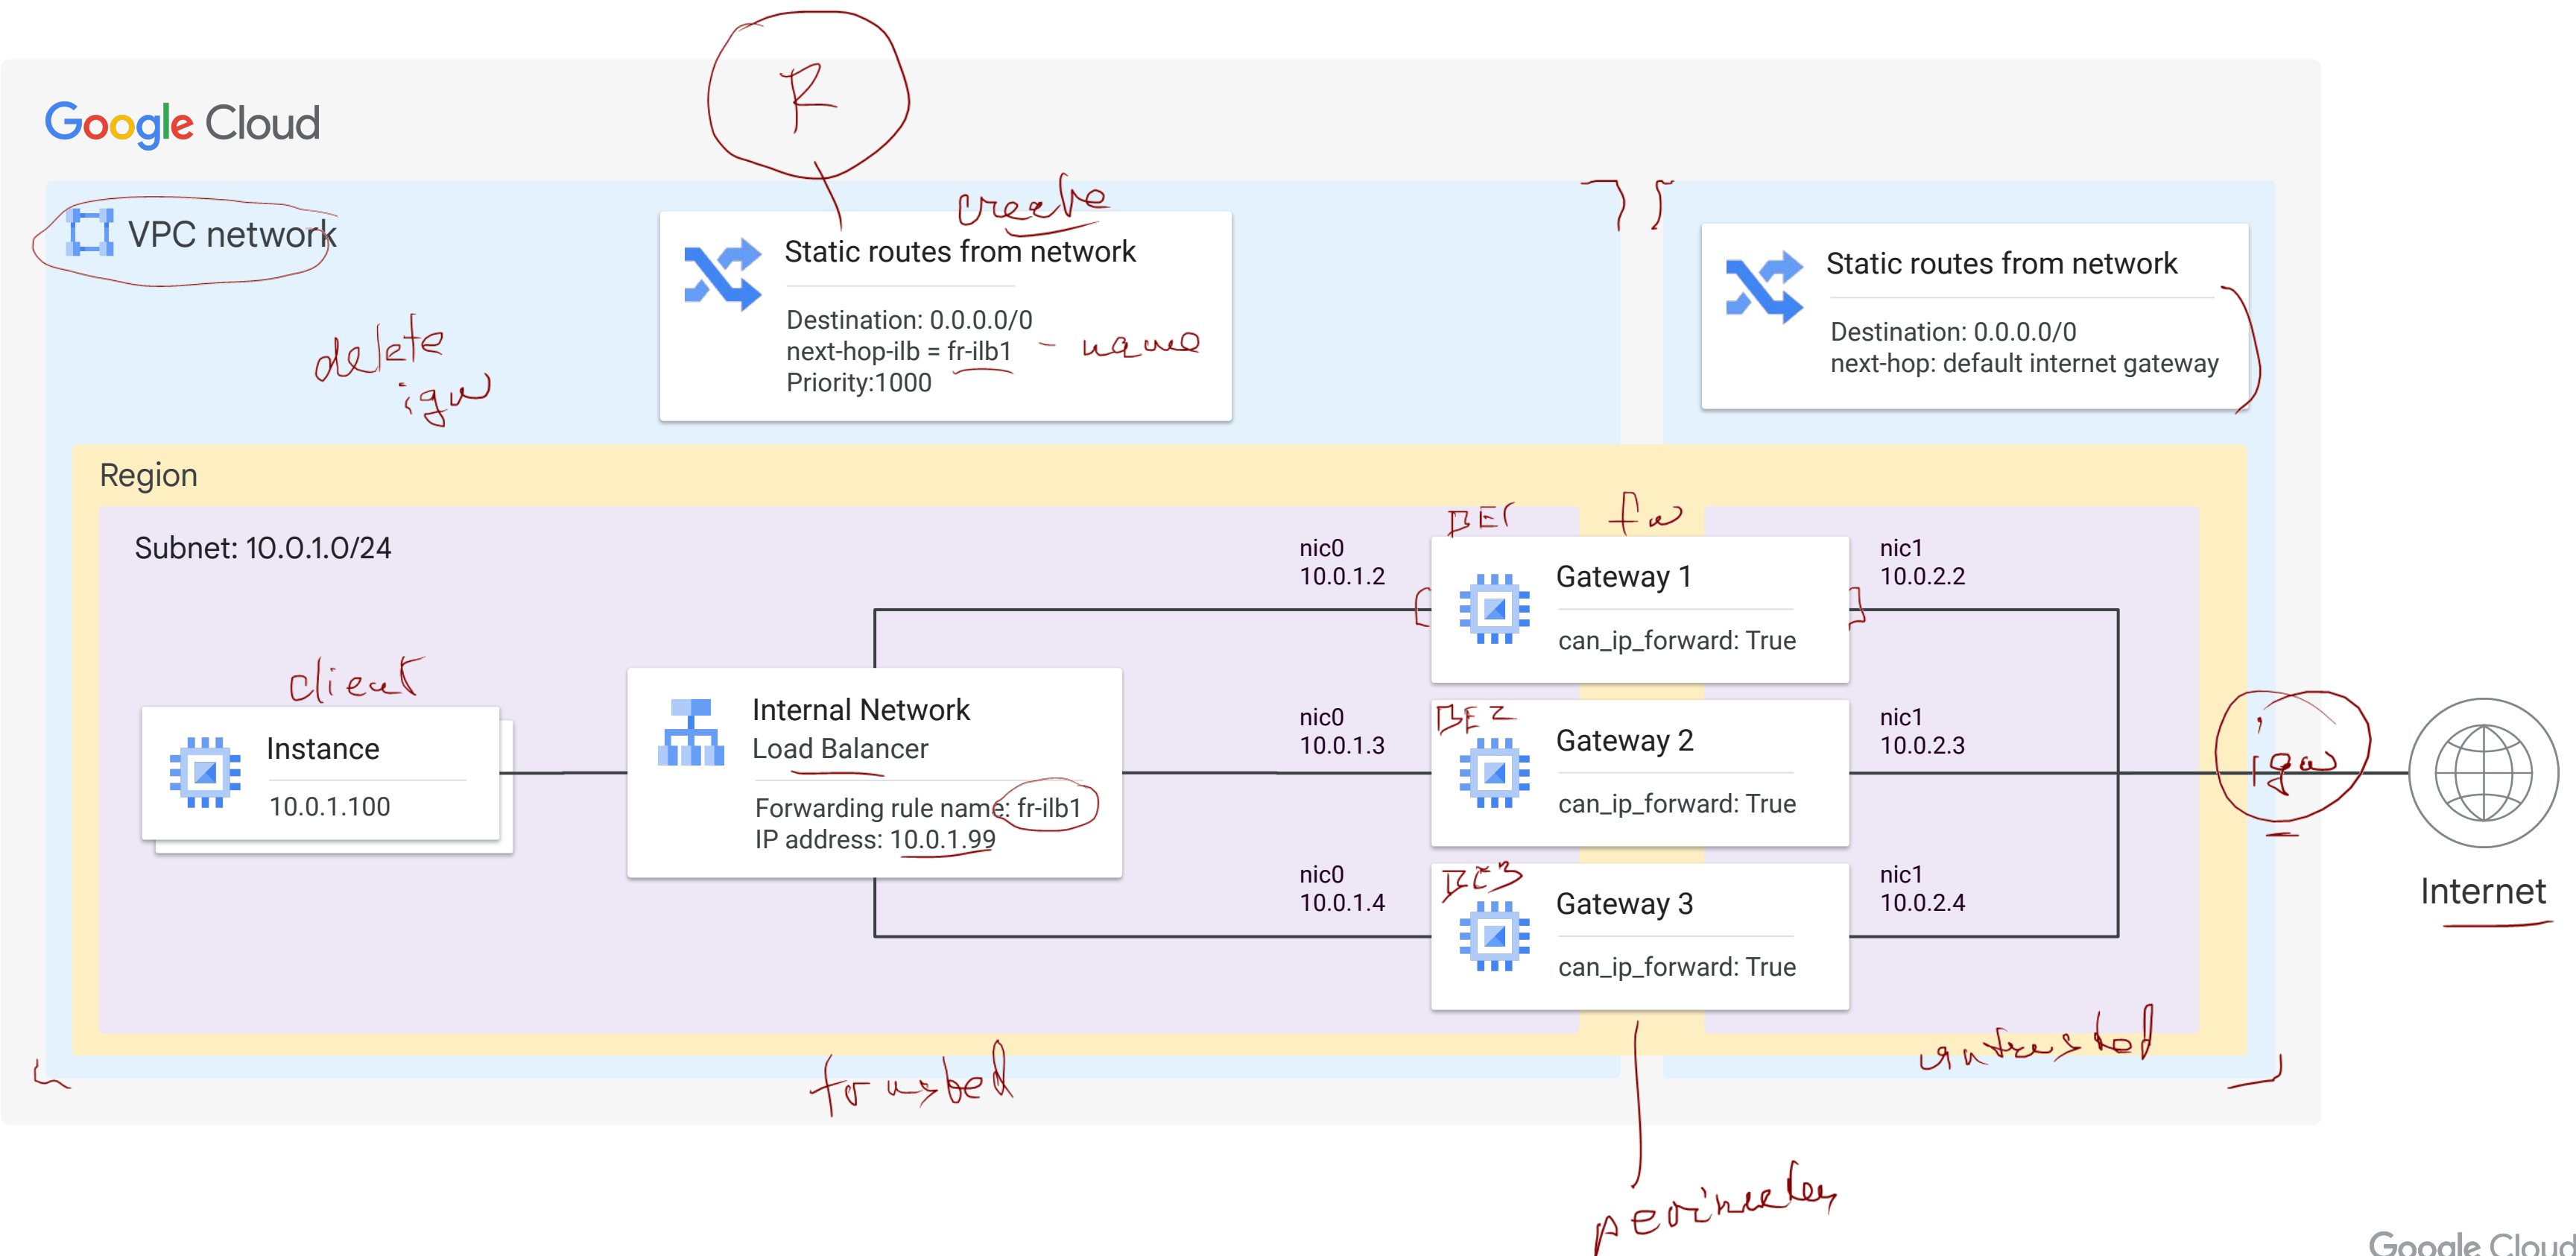 R
Google Cloud
VPC network
create
Static routes from network
Destination: 0.0.0.0/0
next-hop-ilb = fr-ilb1 - name
Priority:1000
Static routes from network
Destination: 0.0.0.0/0
next-hop: default internet gateway
delete
igw
Region
Subnet: 10.0.1.0/24
client
Instance
10.0.1.100
Internal Network
Load Balancer
Forwarding rule name: fr-ilb1
IP address: 10.0.1.99
nic0
10.0.1.2
BE1
fw
Gateway 1
can_ip_forward: True
nic1
10.0.2.2
nic0
10.0.1.3
BE2
Gateway 2
can_ip_forward: True
nic1
10.0.2.3
nic0
10.0.1.4
BE3
Gateway 3
can_ip_forward: True
nic1
10.0.2.4
igw
Internet
trusted
untrusted
perimeter
Google Cloud